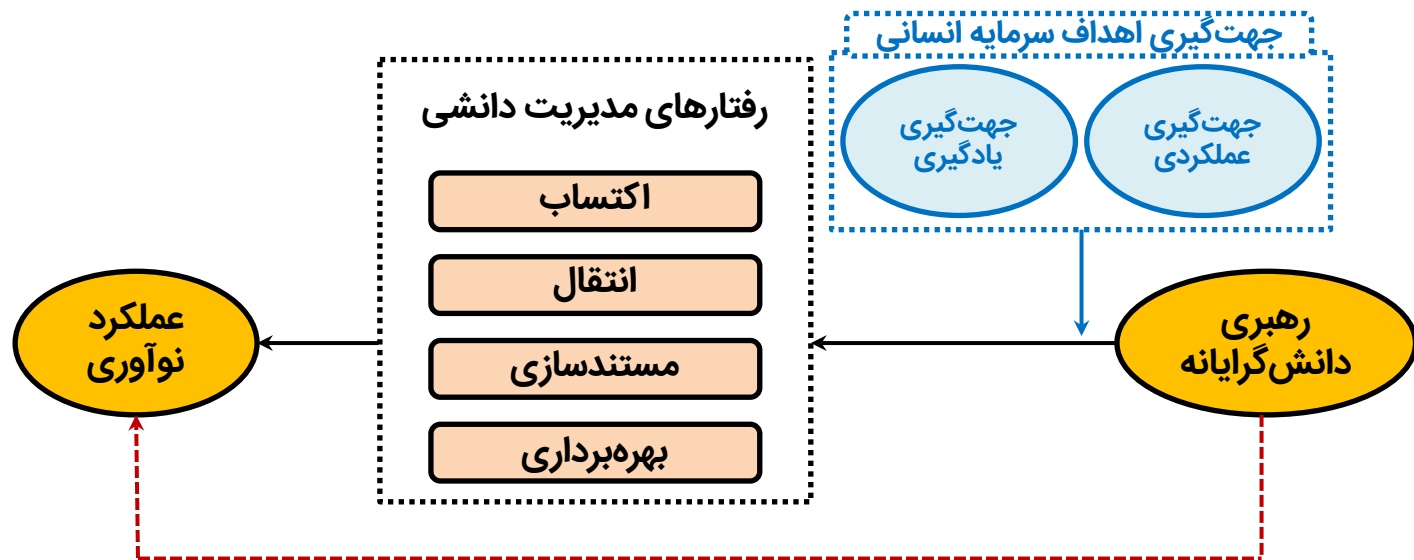 جهت‌گیری اهداف سرمایه انسانی
جهت‌گیری
عملکردی
جهت‌گیری
یادگیری
رهبری
دانش‌گرایانه
رفتارهای مدیریت دانشی
اکتساب
انتقال
مستندسازی
بهره‌برداری
عملکرد
نوآوری